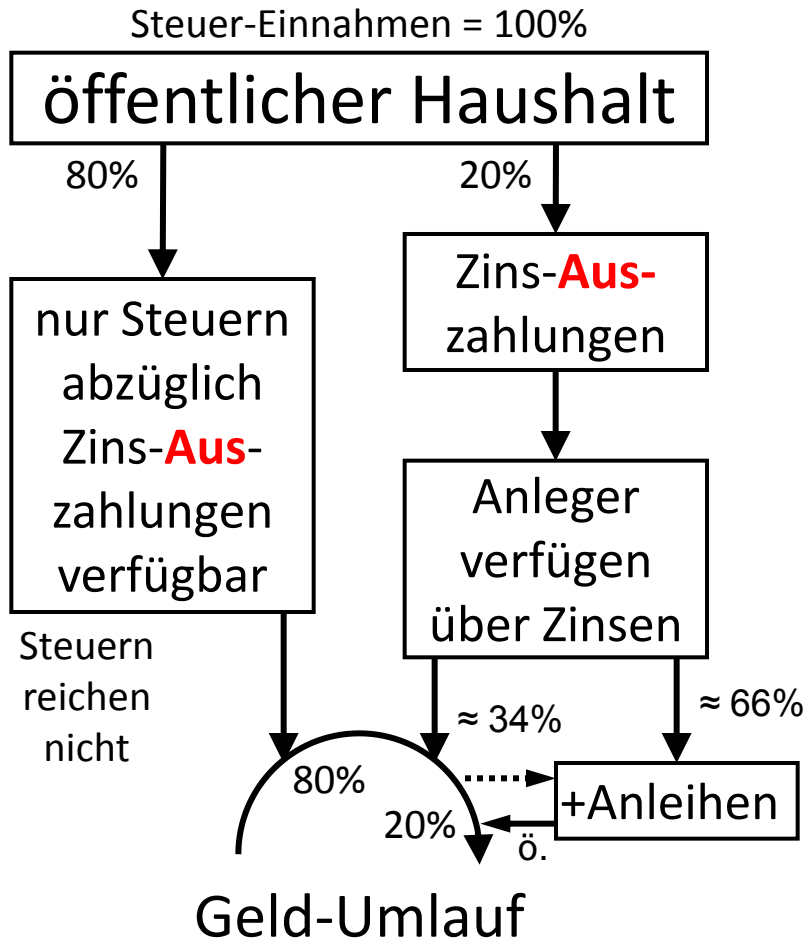 Steuer-Einnahmen = 100%
öffentlicher Haushalt
80%
20%
nur Steuern
abzüglich
Zins-Aus-
zahlungen
verfügbar
Zins-Aus-
zahlungen
Anleger
verfügen
über Zinsen
Steuern
reichen
nicht
≈ 34%
≈ 66%
80%
20%
+Anleihen
ö.
Geld-Umlauf